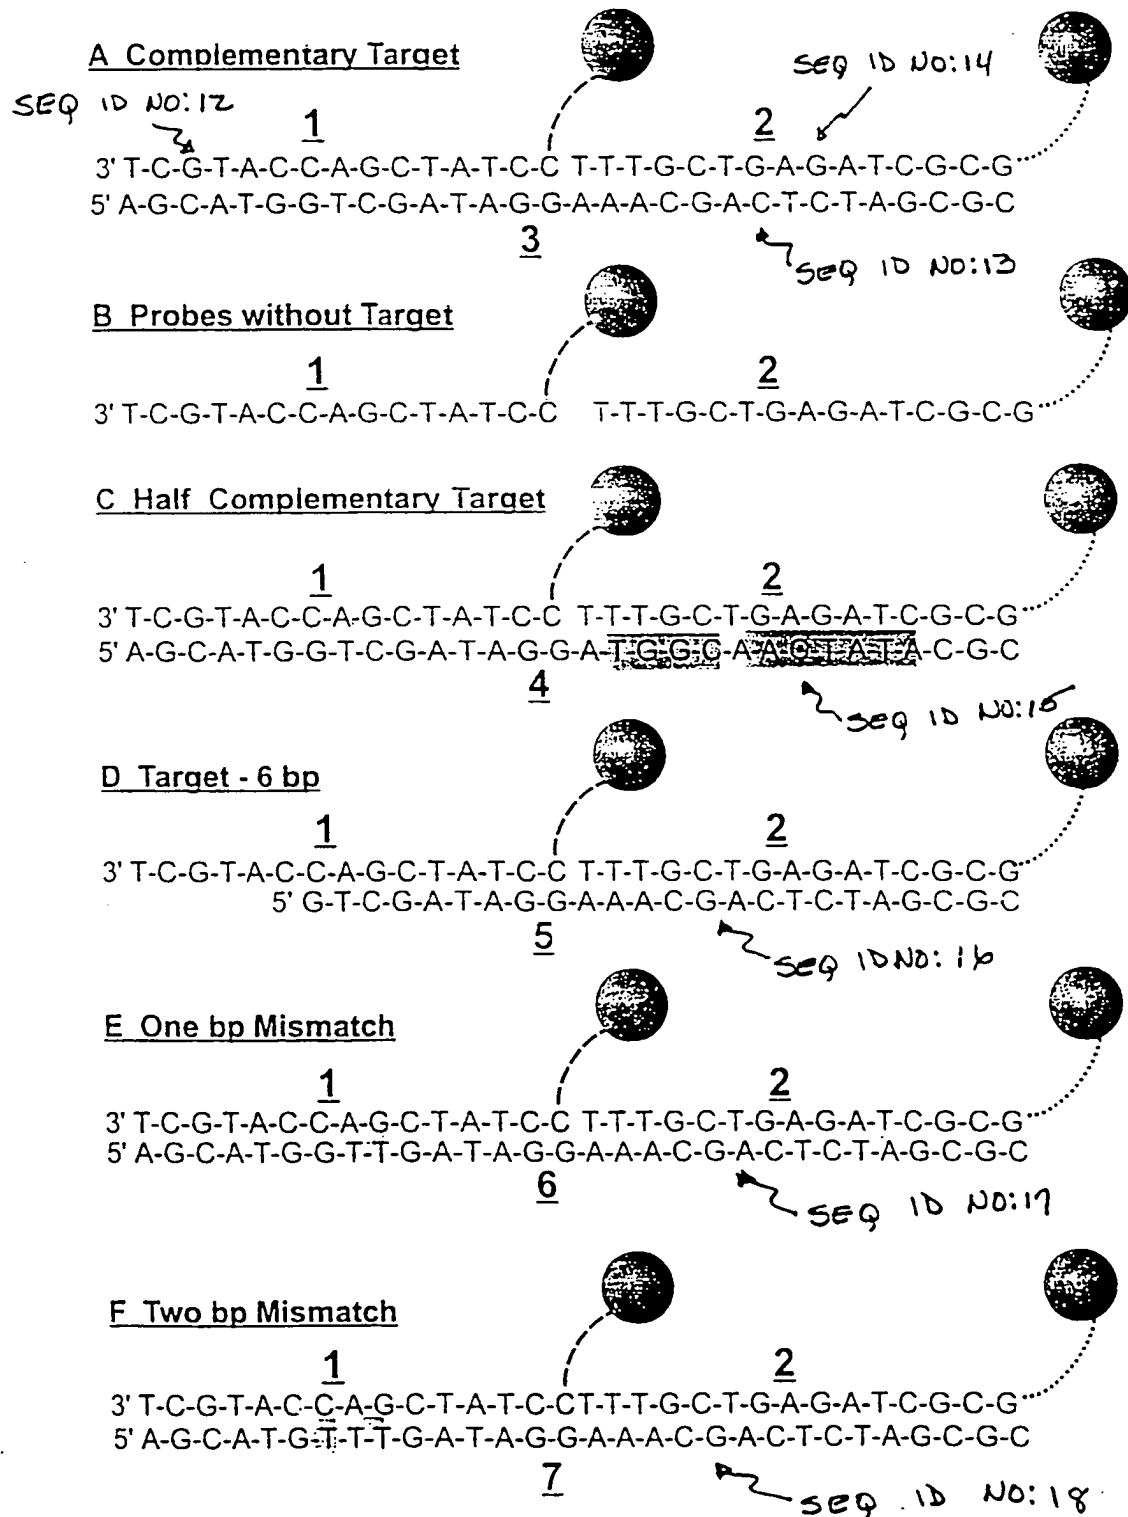 A Complementary Target
SEQ ID NO:14
SEQ ID NO:12
1
2
3' T-C-G-T-A-C-C-A-G-C-T-A-T-C-C T-T-T-G-C-T-G-A-G-A-T-C-G-C-G
5' A-G-C-A-T-G-G-T-C-G-A-T-A-G-G-A-A-A-C-G-A-C-T-C-T-A-G-C-G-C
3
SEQ ID NO:13
B Probes without Target
1
2
3' T-C-G-T-A-C-C-A-G-C-T-A-T-C-C T-T-T-G-C-T-G-A-G-A-T-C-G-C-G
C Half Complementary Target
1
2
3' T-C-G-T-A-C-C-A-G-C-T-A-T-C-C T-T-T-G-C-T-G-A-G-A-T-C-G-C-G
5' A-G-C-A-T-G-G-T-C-G-A-T-A-G-G-A-T-G-G-C-A-A-C-T-A-T-A-C-G-C
4
SEQ ID NO:15
D Target - 6 bp
1
2
3' T-C-G-T-A-C-C-A-G-C-T-A-T-C-C T-T-T-G-C-T-G-A-G-A-T-C-G-C-G
5' G-T-C-G-A-T-A-G-G-A-A-A-C-G-A-C-T-C-T-A-G-C-G-C
5
SEQ ID NO:16
E One bp Mismatch
1
2
3' T-C-G-T-A-C-C-A-G-C-T-A-T-C-C T-T-T-G-C-T-G-A-G-A-T-C-G-C-G
5' A-G-C-A-T-G-G-T-T-G-A-T-A-G-G-A-A-A-C-G-A-C-T-C-T-A-G-C-G-C
6
SEQ ID NO:17
F Two bp Mismatch
1
2
3' T-C-G-T-A-C-C-A-G-C-T-A-T-C-C-T-T-T-G-C-T-G-A-G-A-T-C-G-C-G
5' A-G-C-A-T-G-T-T-T-G-A-T-A-G-G-A-A-A-C-G-A-C-T-C-T-A-G-C-G-C
7
SEQ ID NO:18